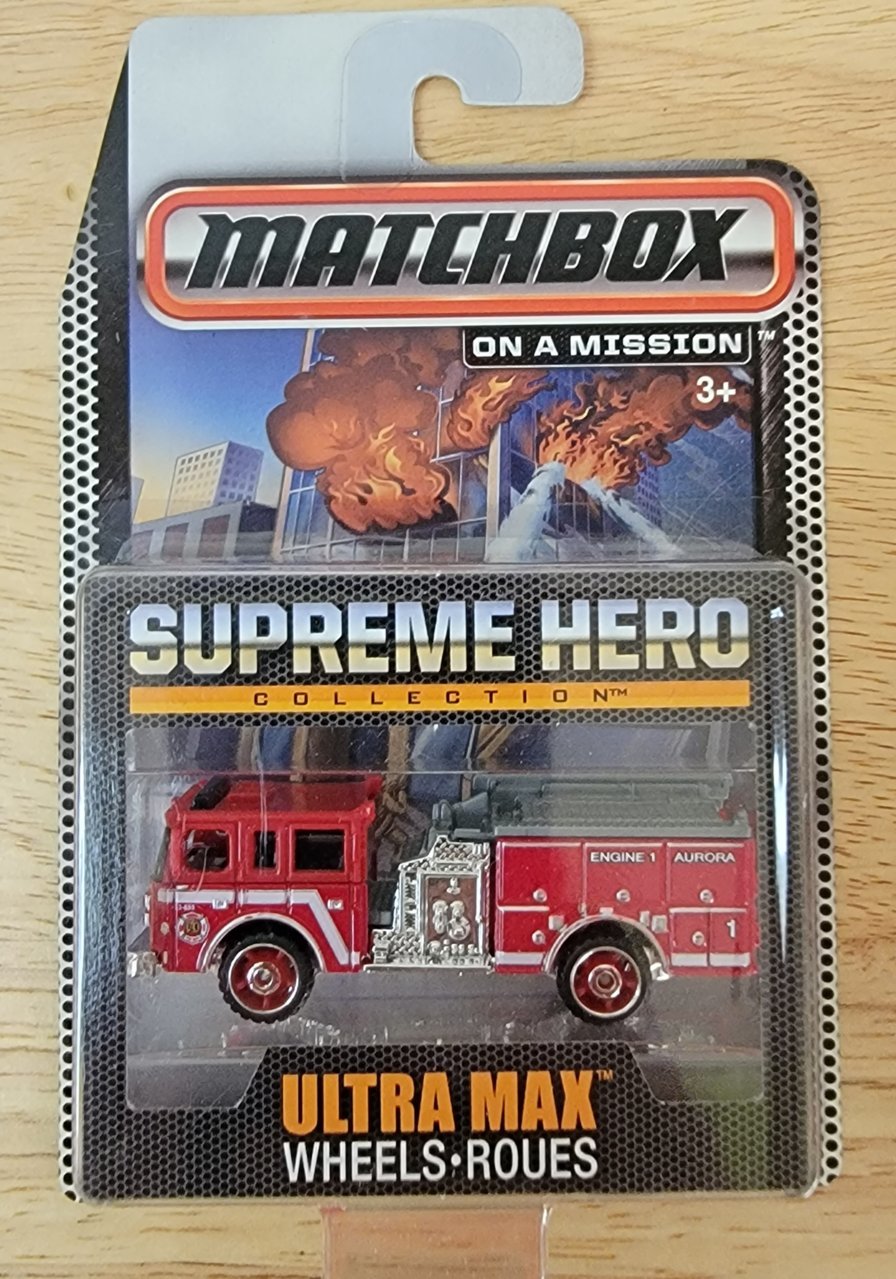 MATCHBOX
ON A MISSION™
3+
SUPREME HERO
COLLECTION™
ENGINE 1 AURORA
1
ULTRA MAX™
WHEELS•ROUES